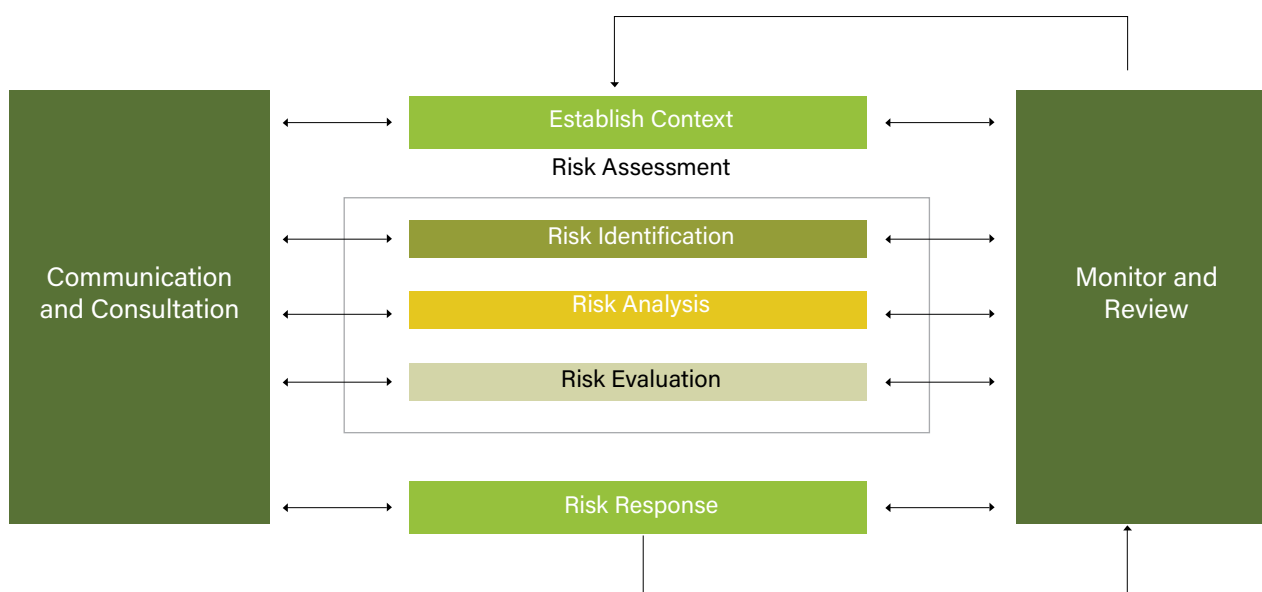 Establish Context
Risk Assessment
Risk Identification
Communication
and Consultation
Monitor and
Review
Risk Analysis
Risk Evaluation
Risk Response